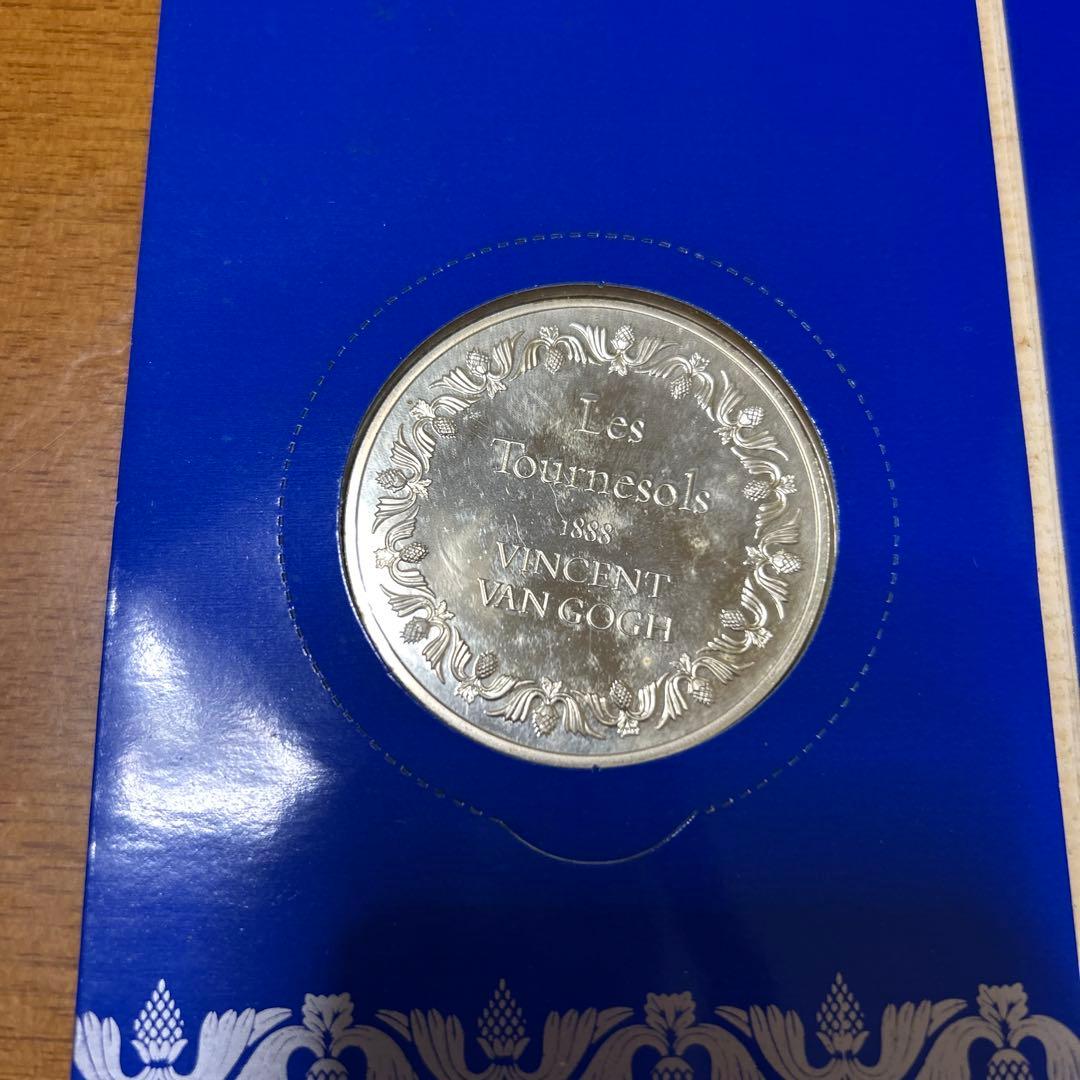 Les
Tournesols
1888
VINCENT
VAN GOGH